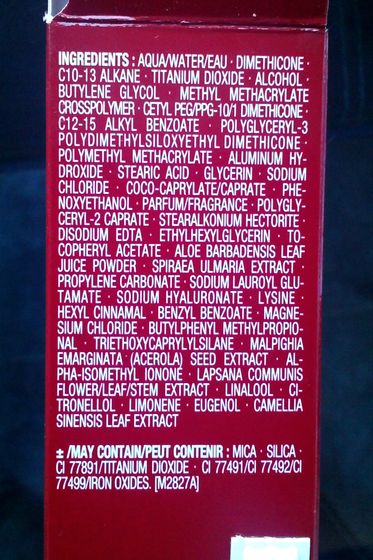 INGREDIENTS : AQUA/WATER/EAU · DIMETHICONE ·
C10-13 ALKANE · TITANIUM DIOXIDE · ALCOHOL ·
BUTYLENE GLYCOL · METHYL METHACRYLATE
CROSSPOLYMER · CETYL PEG/PPG-10/1 DIMETHICONE ·
C12-15 ALKYL BENZOATE · POLYGLYCERYL-3
POLYDIMETHYLSILOXYETHYL DIMETHICONE ·
POLYMETHYL METHACRYLATE · ALUMINUM HY-
DROXIDE · STEARIC ACID · GLYCERIN · SODIUM
CHLORIDE · COCO-CAPRYLATE/CAPRATE · PHE-
NOXYETHANOL · PARFUM/FRAGRANCE · POLYGLY-
CERYL-2 CAPRATE · STEARALKONIUM HECTORITE ·
DISODIUM EDTA · ETHYLHEXYLGLYCERIN · TO-
COPHERYL ACETATE · ALOE BARBADENSIS LEAF
JUICE POWDER · SPIRAEA ULMARIA EXTRACT ·
PROPYLENE CARBONATE · SODIUM LAUROYL GLU-
TAMATE · SODIUM HYALURONATE · LYSINE ·
HEXYL CINNAMAL · BENZYL BENZOATE · MAGNE-
SIUM CHLORIDE · BUTYLPHENYL METHYLPROPIO-
NAL · TRIETHOXYCAPRYLYLSILANE · MALPIGHIA
EMARGINATA (ACEROLA) SEED EXTRACT · AL-
PHA-ISOMETHYL IONONE · LAPSANA COMMUNIS
FLOWER/LEAF/STEM EXTRACT · LINALOOL · CI-
TRONELLOL · LIMONENE · EUGENOL · CAMELLIA
SINENSIS LEAF EXTRACT
± /MAY CONTAIN/PEUT CONTENIR : MICA · SILICA ·
CI 77891/TITANIUM DIOXIDE · CI 77491/CI 77492/CI
77499/IRON OXIDES. [M2827A]